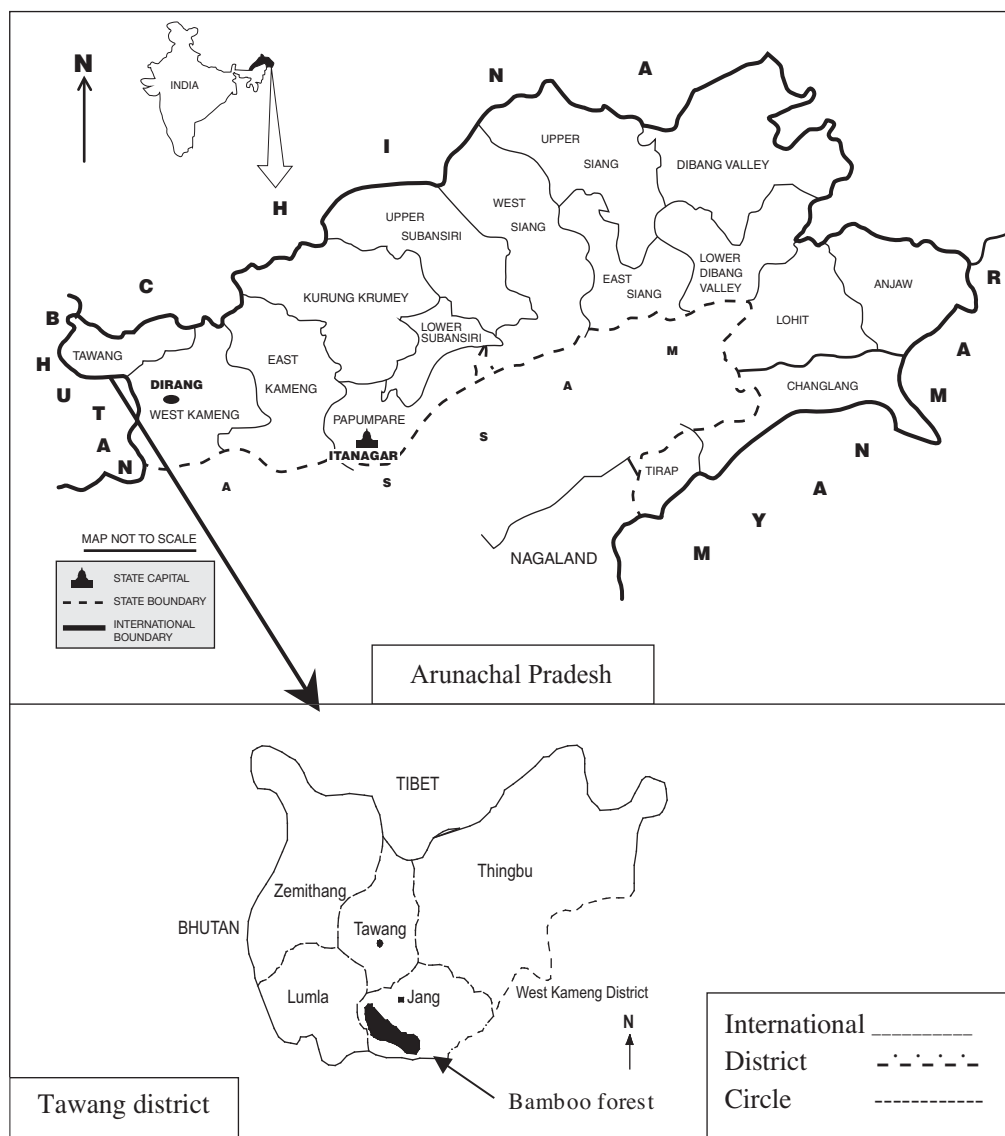 N
INDIA
C
H
I
N
A
UPPER
SIANG
DIBANG VALLEY
WEST
SIANG
UPPER
SUBANSIRI
LOWER
DIBANG
VALLEY
EAST
SIANG
ANJAW
LOHIT
KURUNG KRUMEY
LOWER
SUBANSIRI
CHANGLANG
TAWANG
DIRANG
WEST KAMENG
EAST
KAMENG
PAPUMPARE
ITANAGAR
TIRAP
NAGALAND
B
H
U
T
A
N
A
S
S
A
M
M
Y
A
N
M
A
R
MAP NOT TO SCALE
STATE CAPITAL
STATE BOUNDARY
INTERNATIONAL
BOUNDARY
Arunachal Pradesh
TIBET
Thingbu
Zemithang
BHUTAN
Tawang
Lumla
Jang
West Kameng District
N
Bamboo forest
Tawang district
International
District
Circle